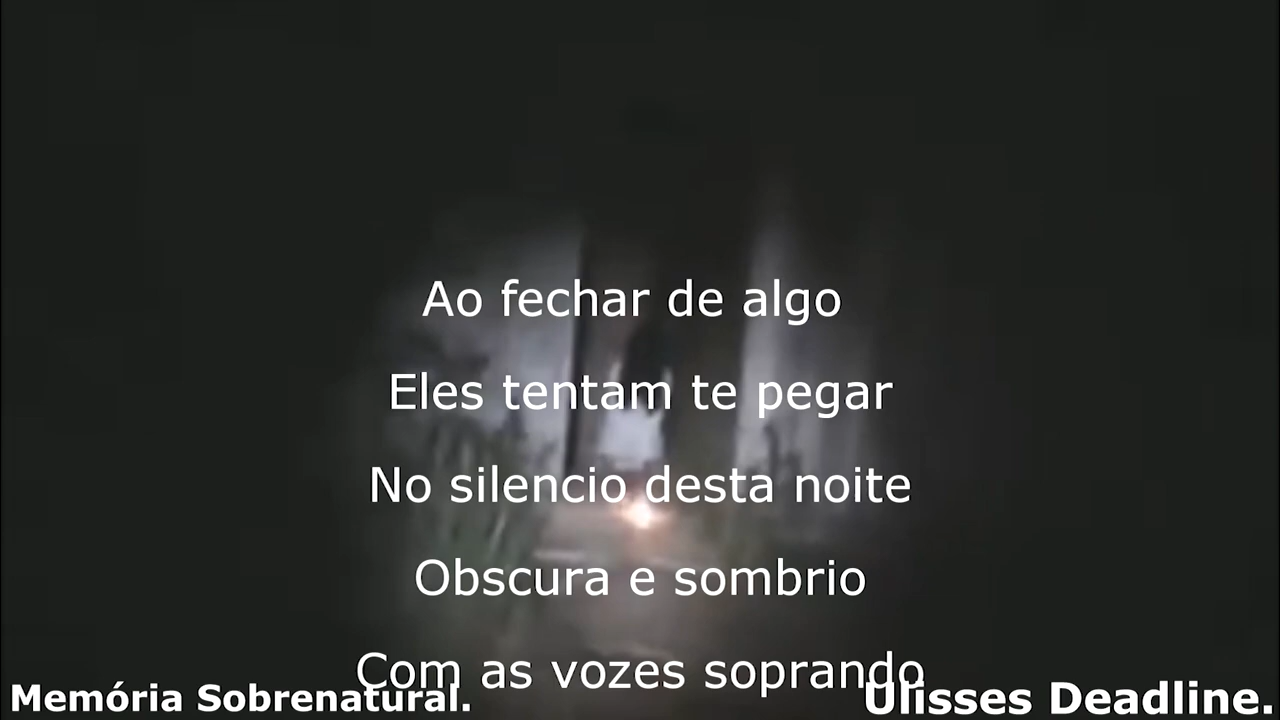 Ao fechar de algo
Eles tentam te pegar
No silencio desta noite
Obscura e sombrio
Com as vozes soprando
Memória Sobrenatural.
Ulisses Deadline.